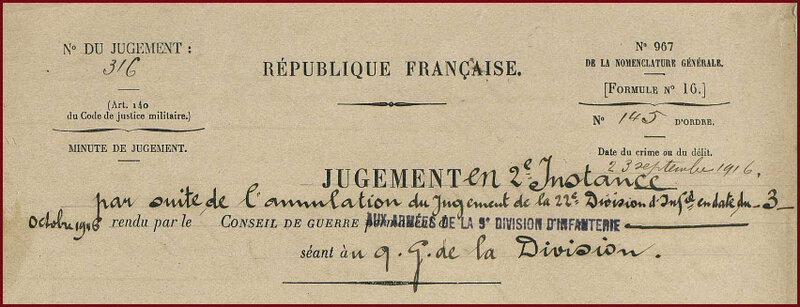 N° DU JUGEMENT :
316
(Art. 140
du Code de justice militaire.)
MINUTE DE JUGEMENT.
RÉPUBLIQUE FRANÇAISE.
N° 967
DE LA NOMENCLATURE GÉNÉRALE.
[FORMULE N° 16.]
N° 145 D'ORDRE.
Date du crime ou du délit.
23 septembre 1916.
JUGEMENT en 2e Instance
par suite de l'annulation du Jugement de la 22e Division d'Infie en date du 3
Octobre 1916 rendu par le CONSEIL DE GUERRE AUX ARMÉES DE LA 9e DIVISION D'INFANTERIE
séant au q. G. de la Division.